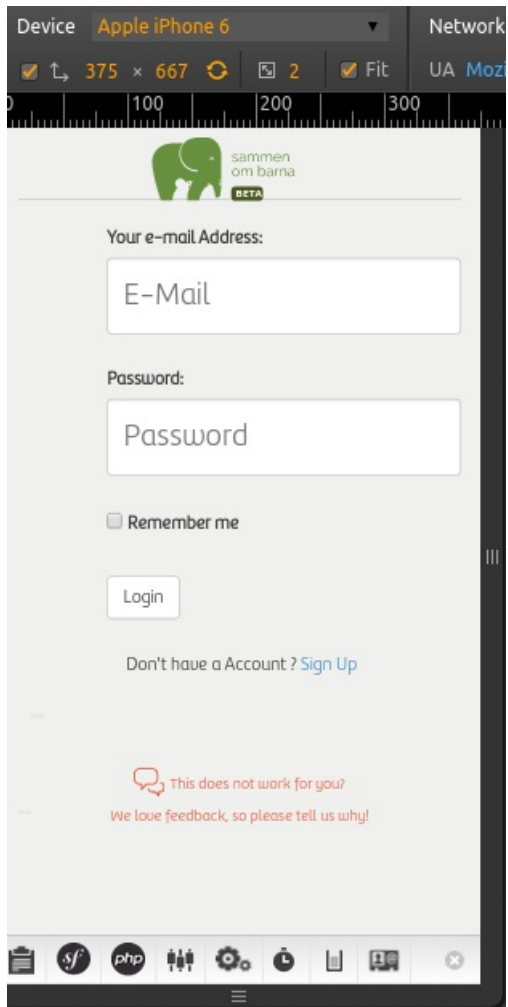 Device Apple iPhone 6 ▼ Network
375 × 667 2 Fit UA Mozi
100 200 300
sammen
om barna
BETA
Your e-mail Address:
E-Mail
Password:
Password
Remember me
Login
Don't have a Account ? Sign Up
This does not work for you?
We love feedback, so please tell us why!
sf php